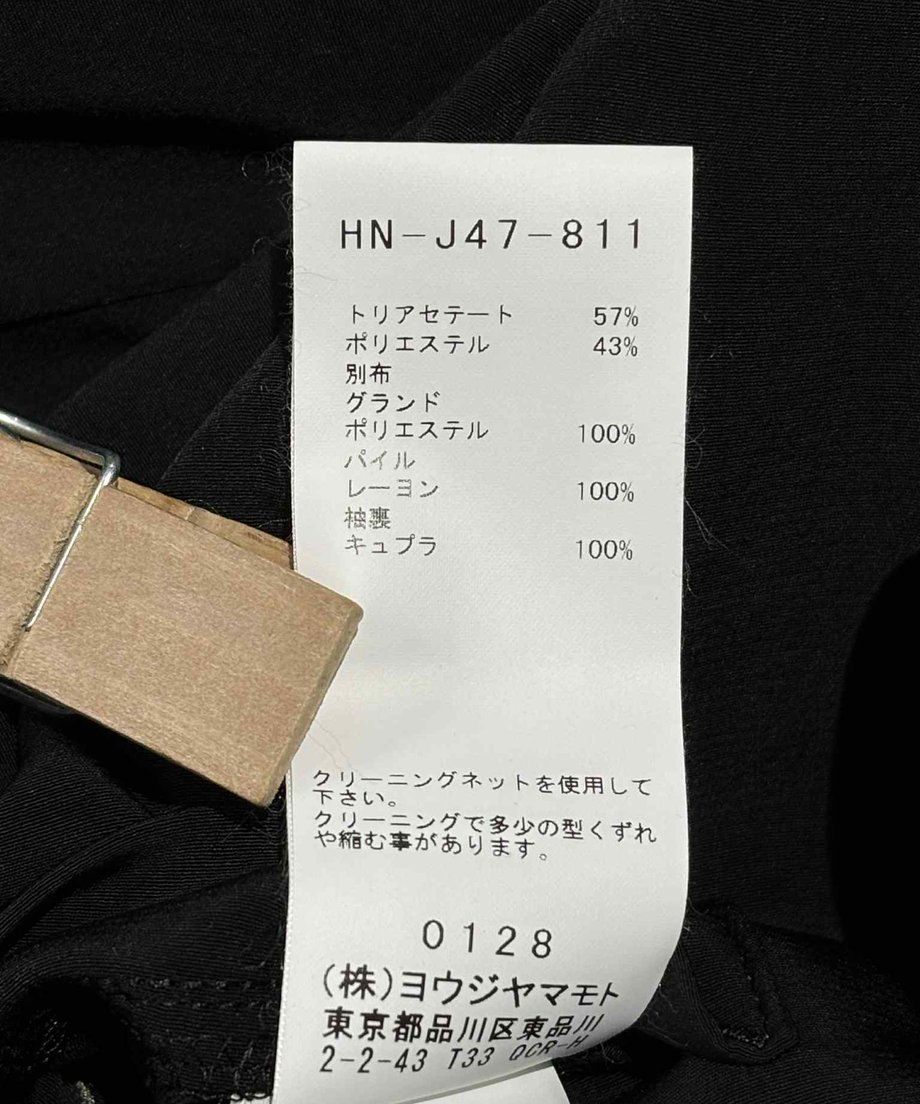 HN-J47-811
トリアセテート 57%
ポリエステル 43%
別布
グランド
ポリエステル 100%
パイル
レーヨン 100%
袖裏
キュプラ 100%
クリーニングネットを使用して
下さい。
クリーニングで多少の型くずれ
や縮む事があります。
0128
(株)ヨウジヤマモト
東京都品川区東品川
2-2-43 T33 QCR-H